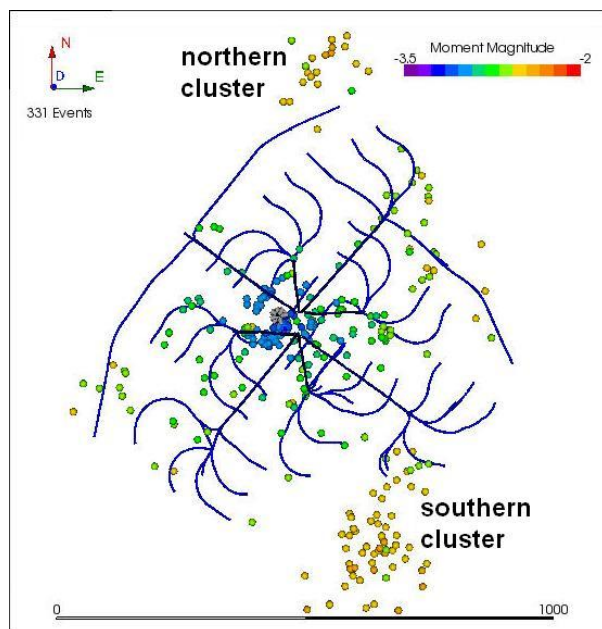 northern
cluster
Moment Magnitude
-3.5
-2
N
D
E
331 Events
southern
cluster
0
1000